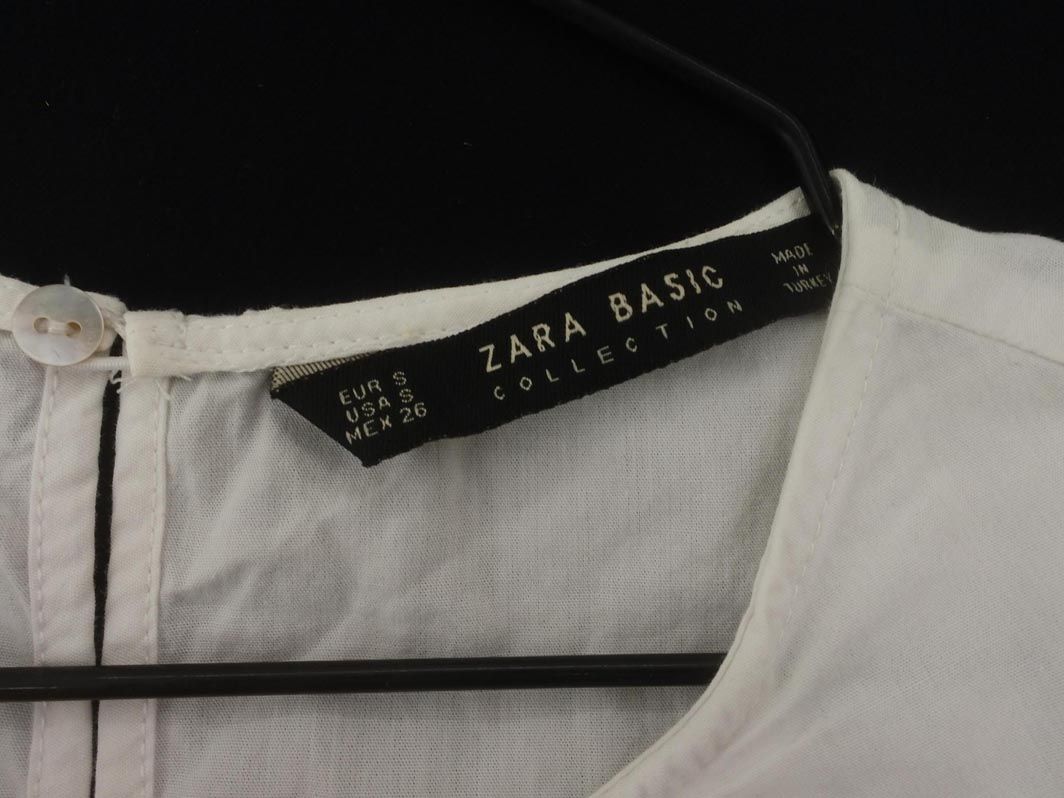 EUR S
USA S
MEX 26
ZARA BASIC
COLLECTION
MADE
IN
TURKEY